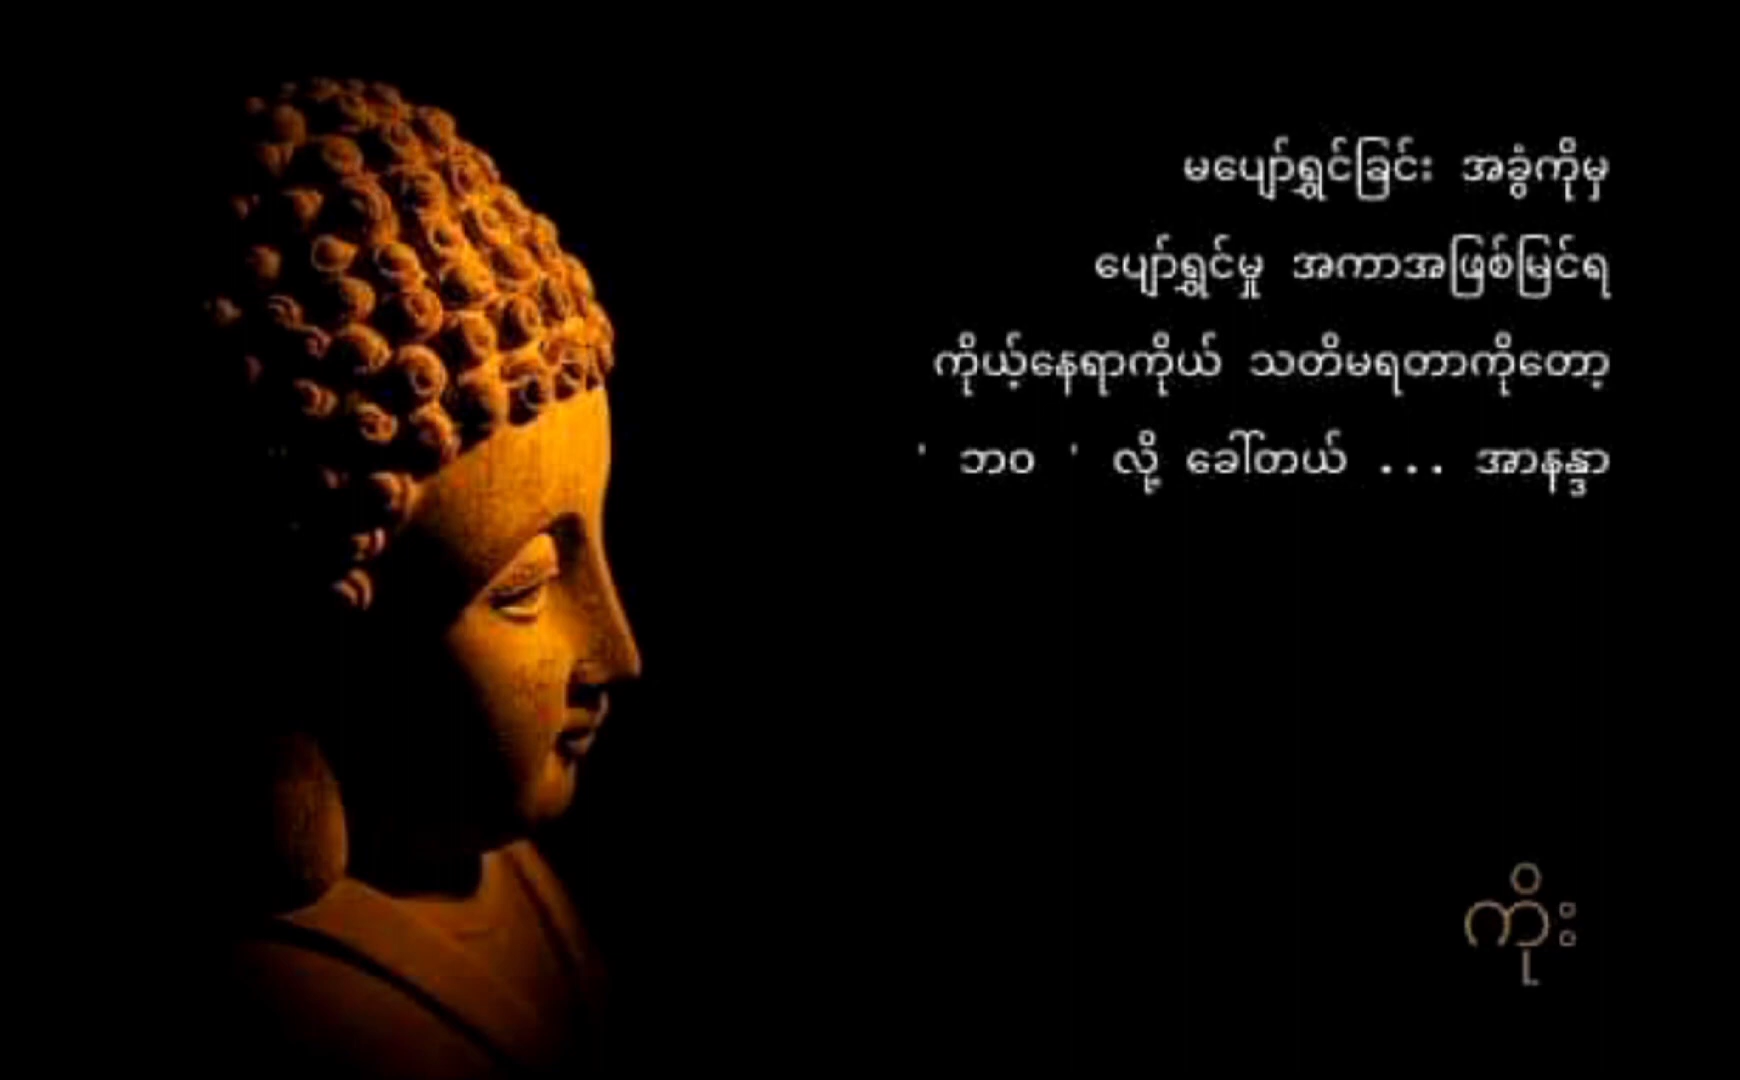 မပျော်ရွှင်ခြင်း အခွံကိုမှ
ပျော်ရွှင်မှု အကာအဖြစ်မြင်ရ
ကိုယ့်နေရာကိုယ် သတိမရတာကိုတော့
' ဘဝ ' လို့ ခေါ်တယ် ... အာနန္ဒာ
ကိုး